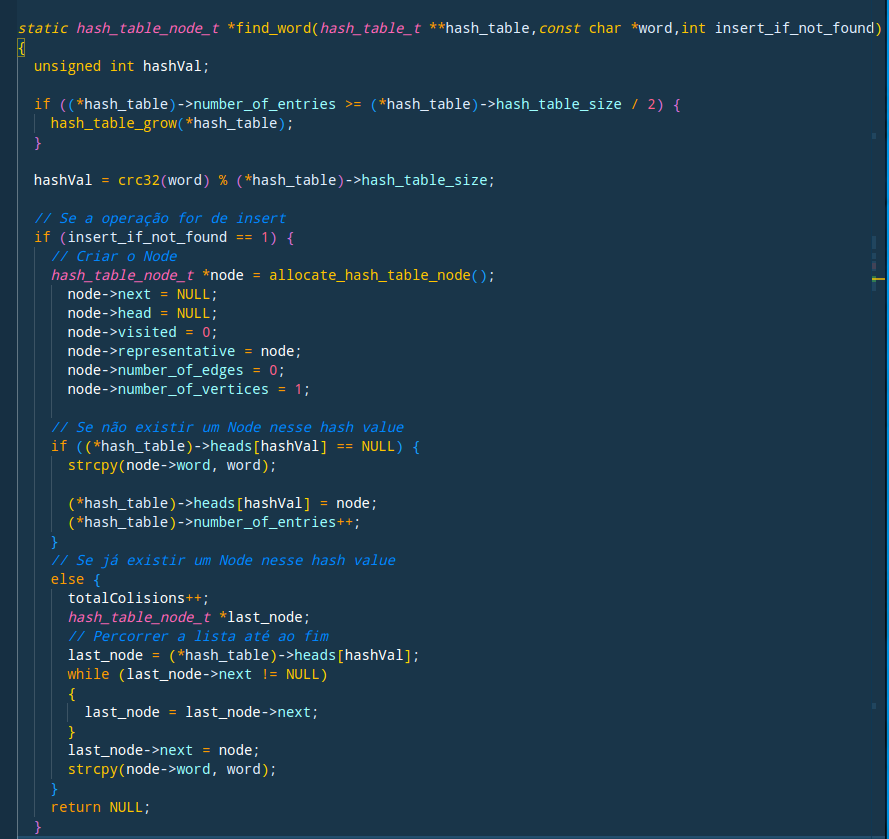 static hash_table_node_t *find_word(hash_table_t **hash_table,const char *word,int insert_if_not_found)
{
unsigned int hashVal;
if ((*hash_table)->number_of_entries >= (*hash_table)->hash_table_size / 2) {
hash_table_grow(*hash_table);
}
hashVal = crc32(word) % (*hash_table)->hash_table_size;
// Se a operação for de insert
if (insert_if_not_found == 1) {
// Criar o Node
hash_table_node_t *node = allocate_hash_table_node();
node->next = NULL;
node->head = NULL;
node->visited = 0;
node->representative = node;
node->number_of_edges = 0;
node->number_of_vertices = 1;
// Se não existir um Node nesse hash value
if ((*hash_table)->heads[hashVal] == NULL) {
strcpy(node->word, word);
(*hash_table)->heads[hashVal] = node;
(*hash_table)->number_of_entries++;
}
// Se já existir um Node nesse hash value
else {
totalColisions++;
hash_table_node_t *last_node;
// Percorrer a lista até ao fim
last_node = (*hash_table)->heads[hashVal];
while (last_node->next != NULL)
{
last_node = last_node->next;
}
last_node->next = node;
strcpy(node->word, word);
}
return NULL;
}